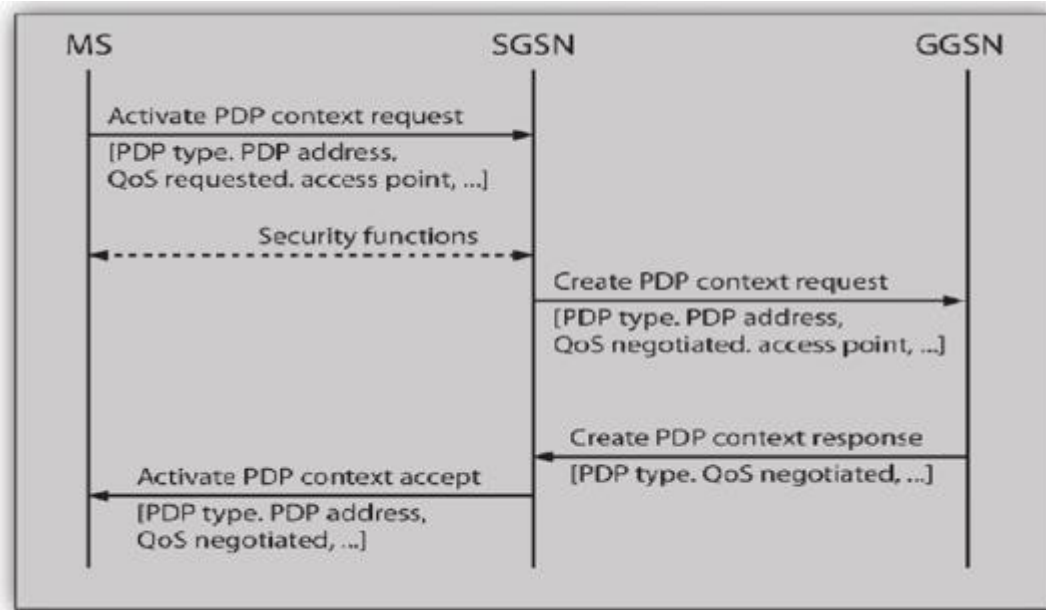 MS SGSN GGSN
Activate PDP context request
[PDP type. PDP address,
QoS requested. access point, ...]
Security functions
Create PDP context request
[PDP type. PDP address,
QoS negotiated. access point, ...]
Create PDP context response
[PDP type. QoS negotiated, ...]
Activate PDP context accept
[PDP type. PDP address,
QoS negotiated, ...]